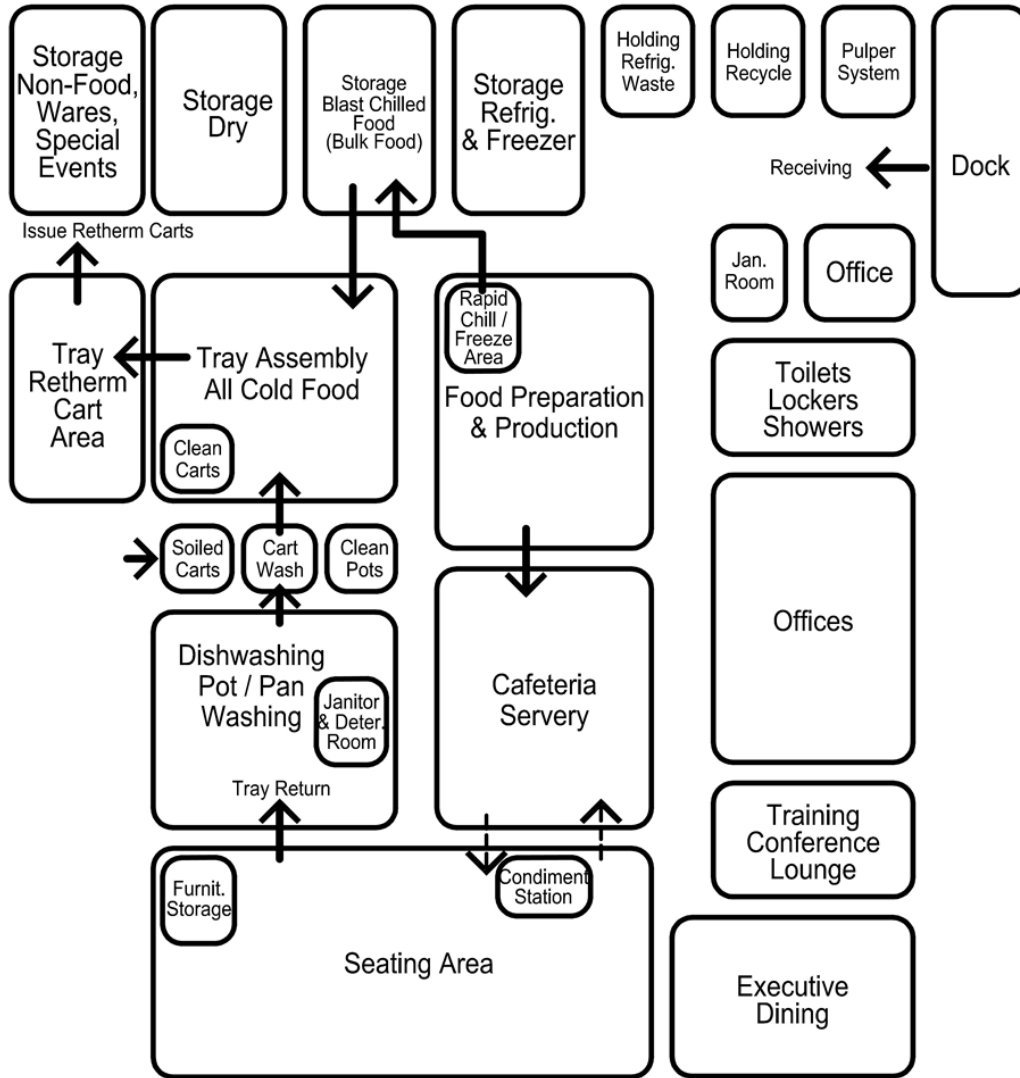 Storage
Non-Food,
Wares,
Special
Events
Storage
Dry
Storage
Blast Chilled
Food
(Bulk Food)
Storage
Refrig.
& Freezer
Holding
Refrig.
Waste
Holding
Recycle
Pulper
System
Receiving
Dock
Issue Retherm Carts
Jan.
Room
Office
Tray
Retherm
Cart
Area
Tray Assembly
All Cold Food
Clean
Carts
Rapid
Chill /
Freeze
Area
Food Preparation
& Production
Toilets
Lockers
Showers
Soiled
Carts
Cart
Wash
Clean
Pots
Dishwashing
Pot / Pan
Washing
Janitor
& Deter.
Room
Tray Return
Cafeteria
Servery
Offices
Training
Conference
Lounge
Furnit.
Storage
Condiment
Station
Seating Area
Executive
Dining